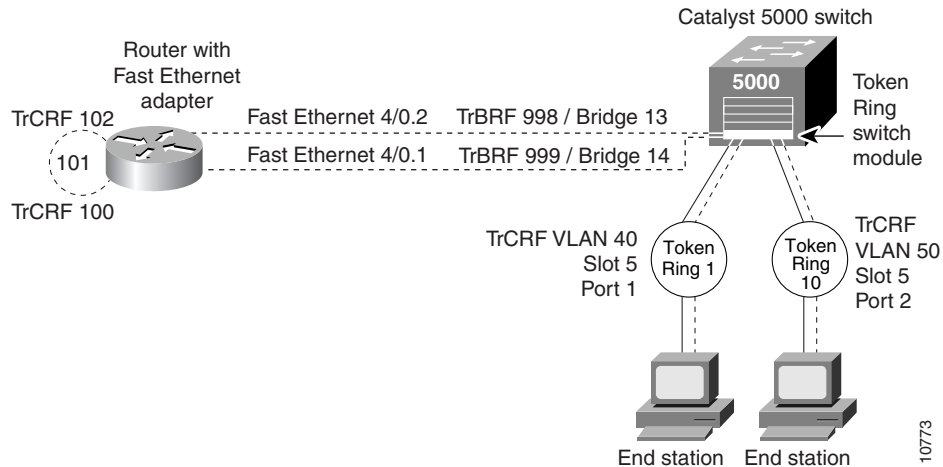 Catalyst 5000 switch
Router with
Fast Ethernet
adapter
5000
Token
Ring
switch
module
TrCRF 102
Fast Ethernet 4/0.2
TrBRF 998 / Bridge 13
101
Fast Ethernet 4/0.1
TrBRF 999 / Bridge 14
TrCRF 100
TrCRF VLAN 40
Slot 5
Port 1
Token
Ring 1
Token
Ring
10
TrCRF
VLAN 50
Slot 5
Port 2
End station
End station
10773